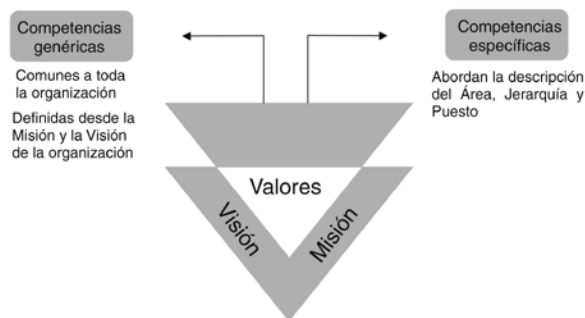 Competencias
genéricas
Comunes a toda
la organización
Definidas desde la
Misión y la Visión
de la organización
Competencias
específicas
Abordan la descripción
del Área, Jerarquía y
Puesto
Valores
Visión
Misión